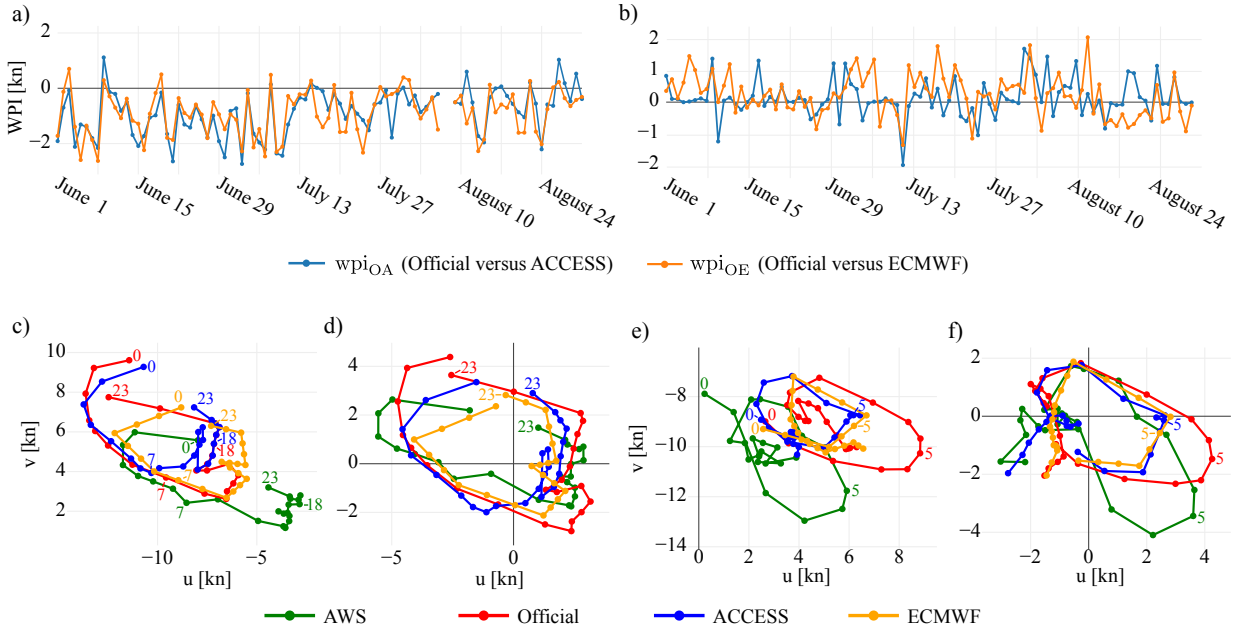 a)
b)
WPI [kn]
2
0
−2
2
1
0
−1
−2
June 1
June 15
June 29
July 13
July 27
August 10
August 24
June 1
June 15
June 29
July 13
July 27
August 10
August 24
wpiOA (Official versus ACCESS)
wpiOE (Official versus ECMWF)
c)
d)
e)
f)
v [kn]
10
8
6
4
2
−10
−5
u [kn]
0
0
23
0
23
23
18
18
0
7
7
7
7
23
18
4
2
0
−2
−5
0
u [kn]
23
23
23
23
−8
−10
−12
−14
0
2
4
6
8
u [kn]
0
0
0
0
5
5
5
5
2
0
−2
−4
−2
0
2
4
u [kn]
5
5
5
5
AWS
Official
ACCESS
ECMWF